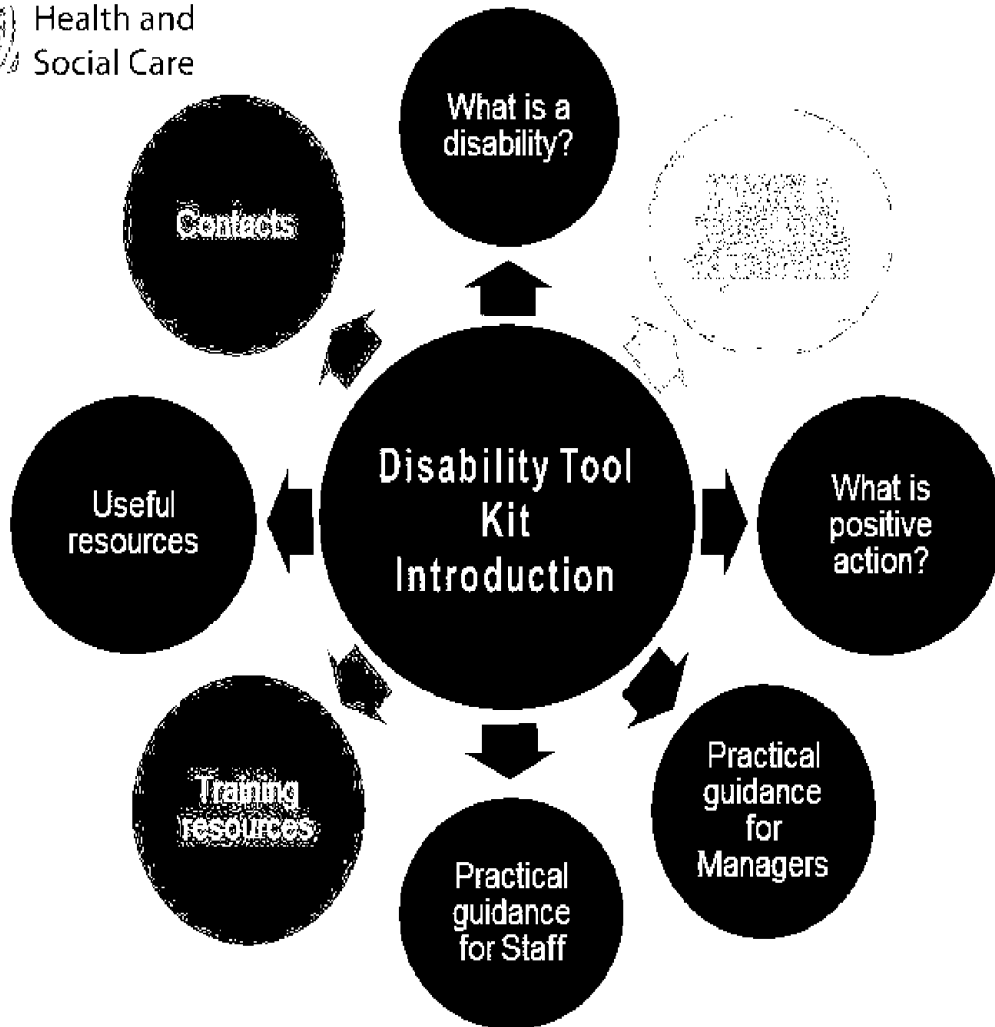 Health and
Social Care
What is a
disability?
Contacts
Disability Tool
Kit
Introduction
Useful
resources
What is
positive
action?
Training
resources
Practical
guidance
for
Managers
Practical
guidance
for Staff